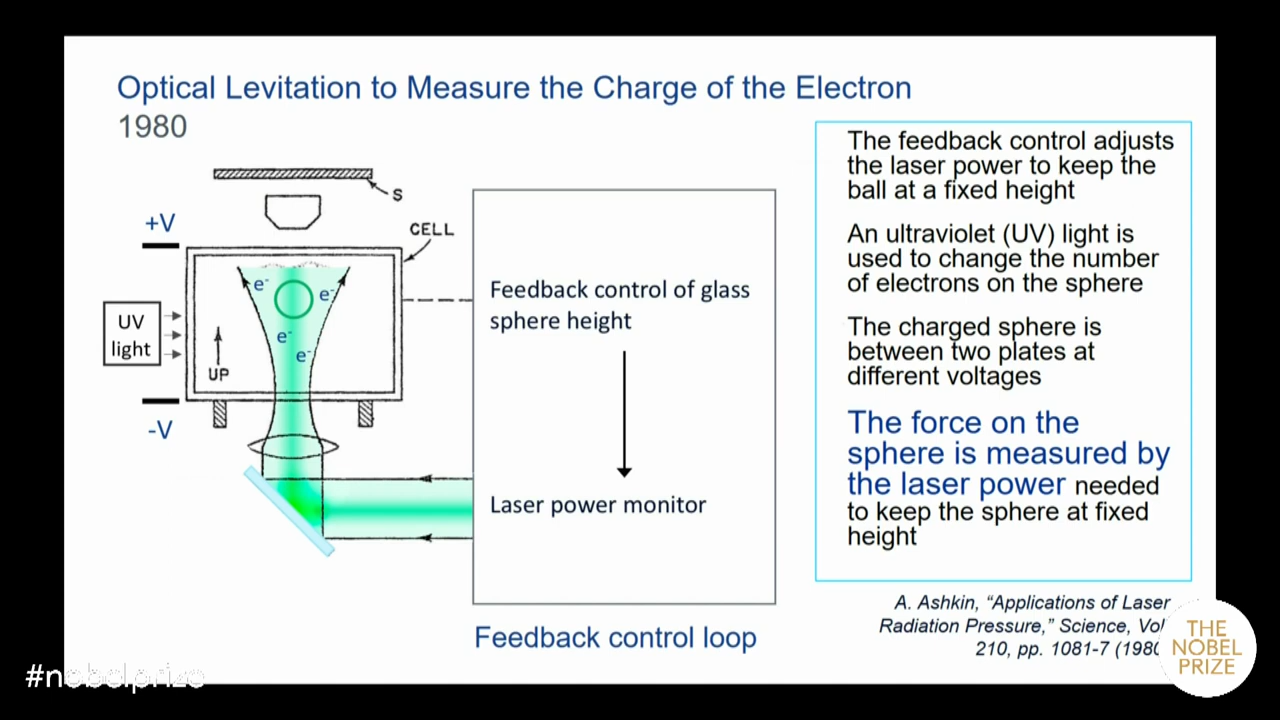 Optical Levitation to Measure the Charge of the Electron
1980
S
+V
CELL
UV
light
e-
e-
e-
e-
UP
-V
Feedback control of glass
sphere height
Laser power monitor
Feedback control loop
The feedback control adjusts
the laser power to keep the
ball at a fixed height
An ultraviolet (UV) light is
used to change the number
of electrons on the sphere
The charged sphere is
between two plates at
different voltages
The force on the
sphere is measured by
the laser power needed
to keep the sphere at fixed
height
A. Ashkin, “Applications of Laser
Radiation Pressure,” Science, Vol
210, pp. 1081-7 (1980
THE
NOBEL
PRIZE
#nobelprize